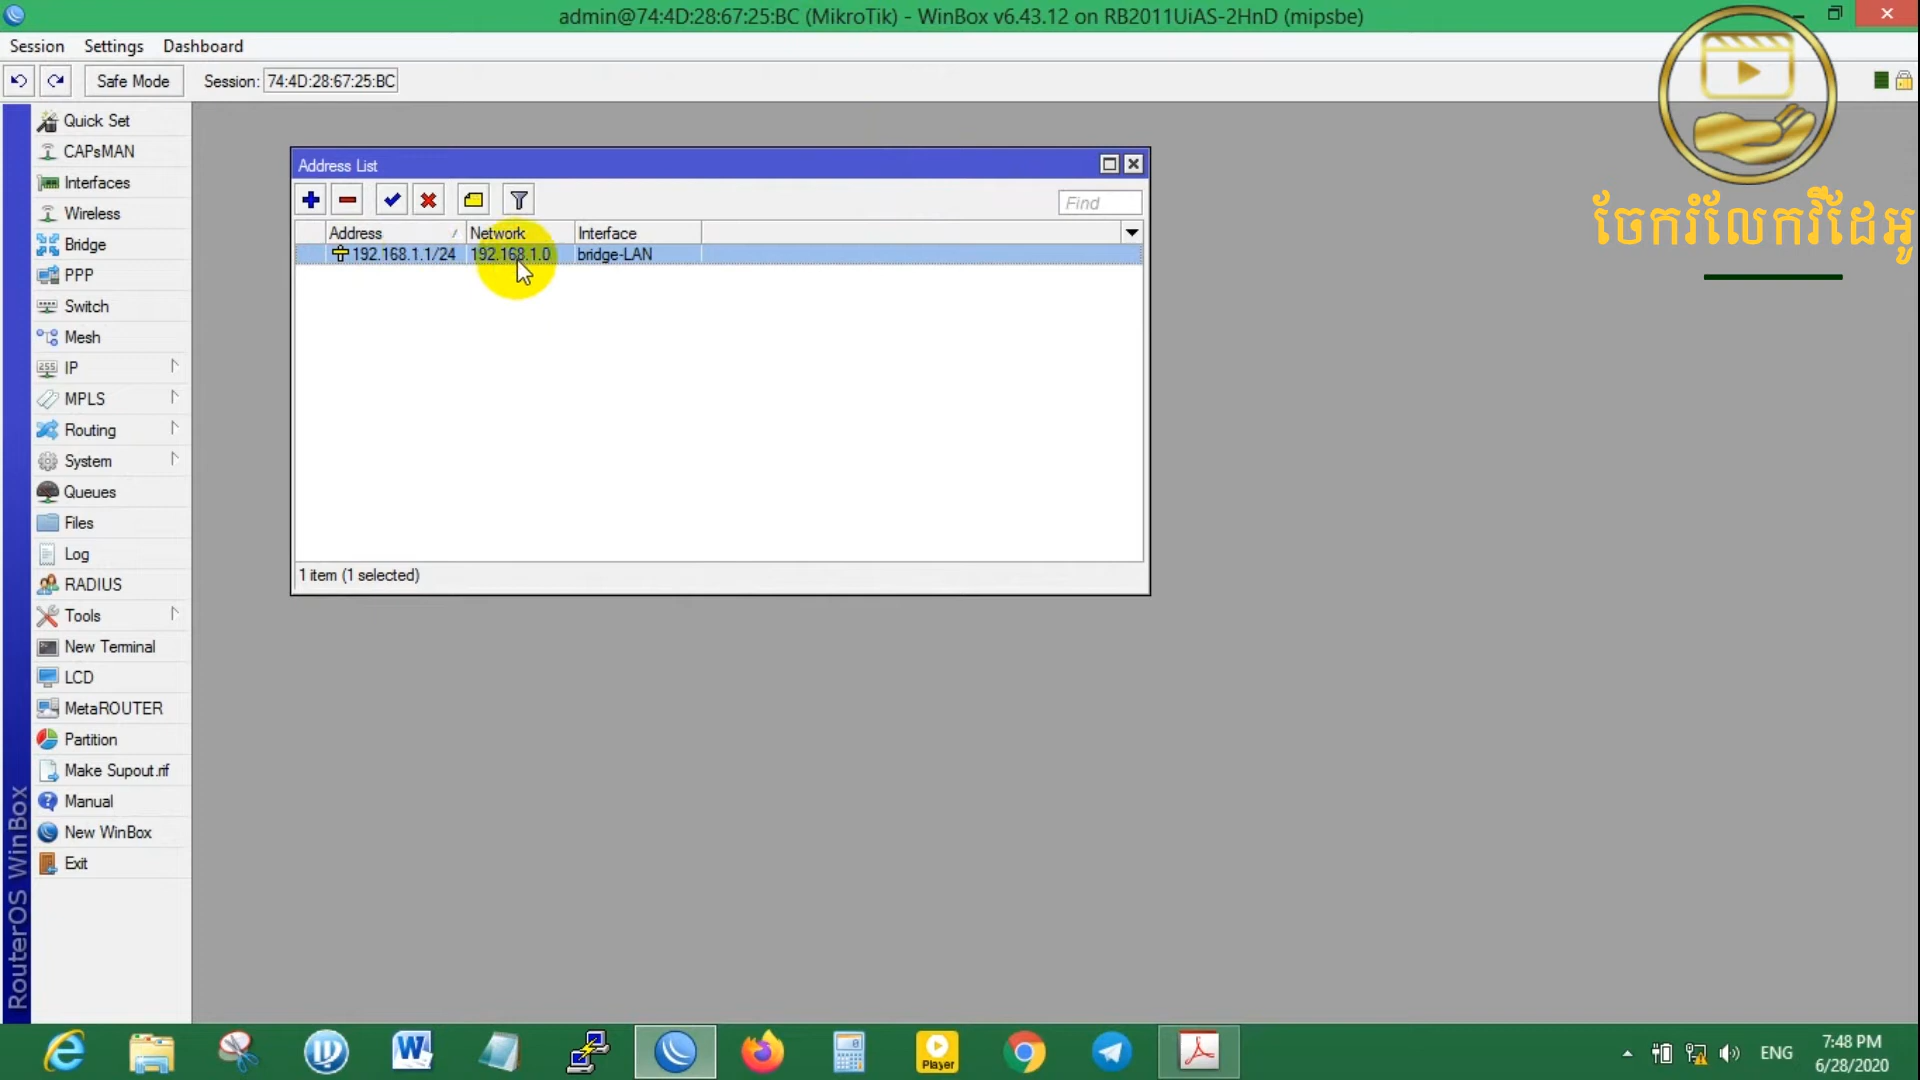 admin@74:4D:28:67:25:BC (MikroTik) - WinBox v6.43.12 on RB2011UiAS-2HnD (mipsbe)
Session Settings Dashboard
Safe Mode Session: 74:4D:28:67:25:BC
ចែករំលែកវីដែអូ
Quick Set
CAPsMAN
Interfaces
Wireless
Bridge
PPP
Switch
Mesh
255 IP
MPLS
Routing
System
Queues
Files
Log
RADIUS
Tools
New Terminal
LCD
MetaROUTER
Partition
Make Supout.rif
Manual
New WinBox
Exit
RouterOS WinBox
Address List
Find
Address Network Interface
192.168.1.1/24 192.168.1.0 bridge-LAN
1 item (1 selected)
Player
ENG
7:48 PM
6/28/2020